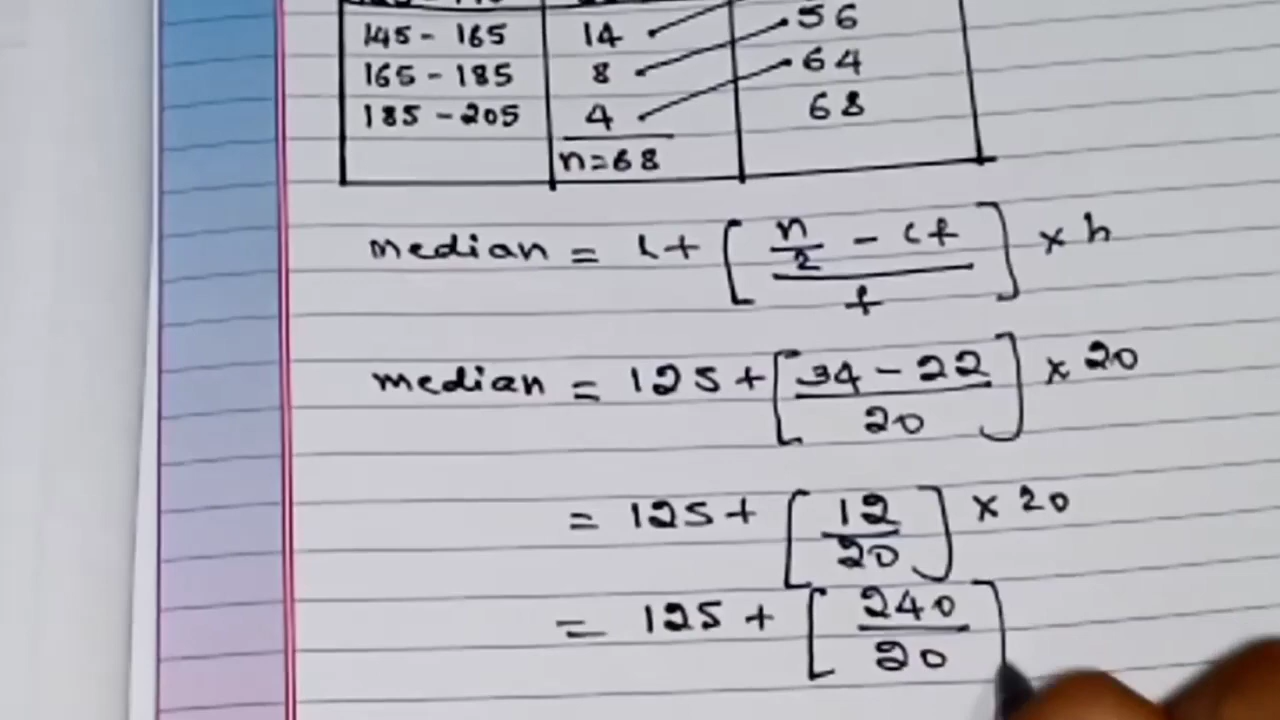 145 - 165 14 56
165 - 185 8 64
185 - 205 4 68
n=68
median = l + [ n/2 - cf / f ] × h
median = 125 + [ 34 - 22 / 20 ] × 20
= 125 + [ 12 / 20 ] × 20
= 125 + [ 240 / 20 ]